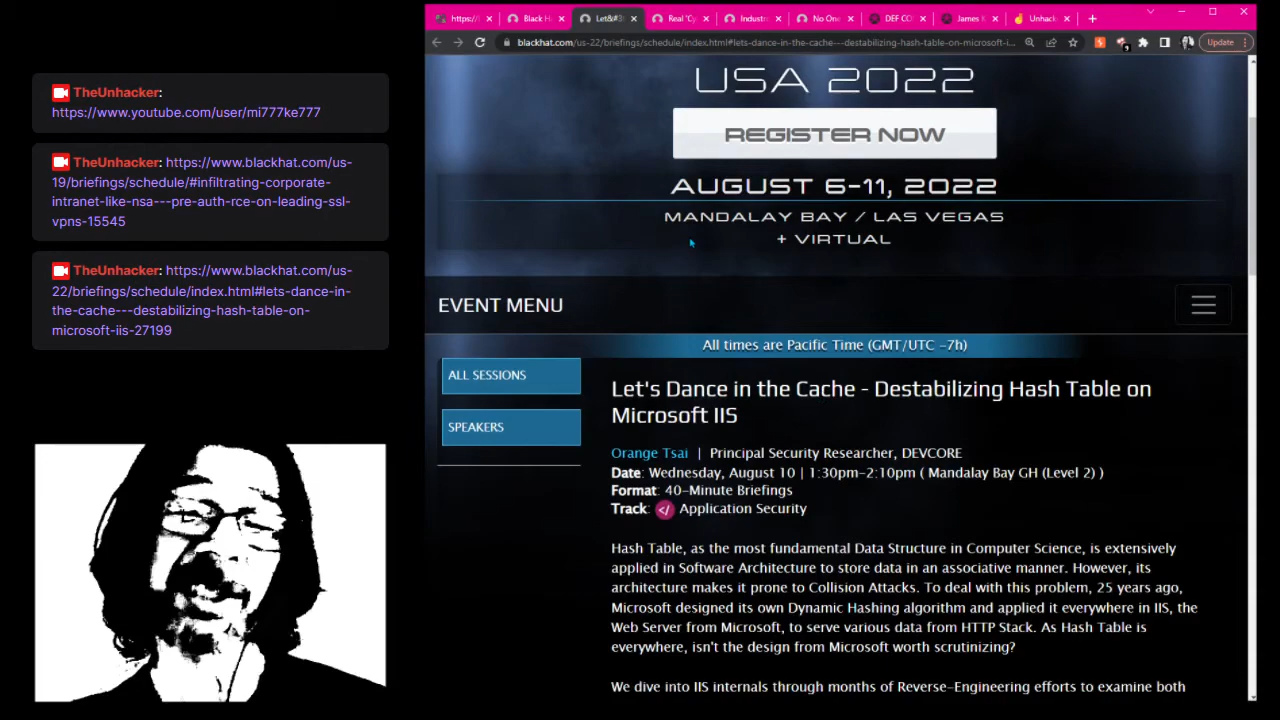 TheUnhacker:
https://www.youtube.com/user/mi777ke777
TheUnhacker: https://www.blackhat.com/us-
19/briefings/schedule/#infiltrating-corporate-
intranet-like-nsa---pre-auth-rce-on-leading-ssl-
vpns-15545
TheUnhacker: https://www.blackhat.com/us-
22/briefings/schedule/index.html#lets-dance-in-
the-cache---destabilizing-hash-table-on-
microsoft-iis-27199
https:// Black H Let&#3 Real 'Cy Industr No One DEF CO James K Unhack
blackhat.com/us-22/briefings/schedule/index.html#lets-dance-in-the-cache---destabilizing-hash-table-on-microsoft-i... Update
USA 2022
REGISTER NOW
AUGUST 6-11, 2022
MANDALAY BAY / LAS VEGAS
+ VIRTUAL
EVENT MENU
All times are Pacific Time (GMT/UTC -7h)
ALL SESSIONS
SPEAKERS
Let's Dance in the Cache - Destabilizing Hash Table on
Microsoft IIS
Orange Tsai | Principal Security Researcher, DEVCORE
Date: Wednesday, August 10 | 1:30pm-2:10pm ( Mandalay Bay GH (Level 2) )
Format: 40-Minute Briefings
Track: </> Application Security
Hash Table, as the most fundamental Data Structure in Computer Science, is extensively
applied in Software Architecture to store data in an associative manner. However, its
architecture makes it prone to Collision Attacks. To deal with this problem, 25 years ago,
Microsoft designed its own Dynamic Hashing algorithm and applied it everywhere in IIS, the
Web Server from Microsoft, to serve various data from HTTP Stack. As Hash Table is
everywhere, isn't the design from Microsoft worth scrutinizing?
We dive into IIS internals through months of Reverse-Engineering efforts to examine both